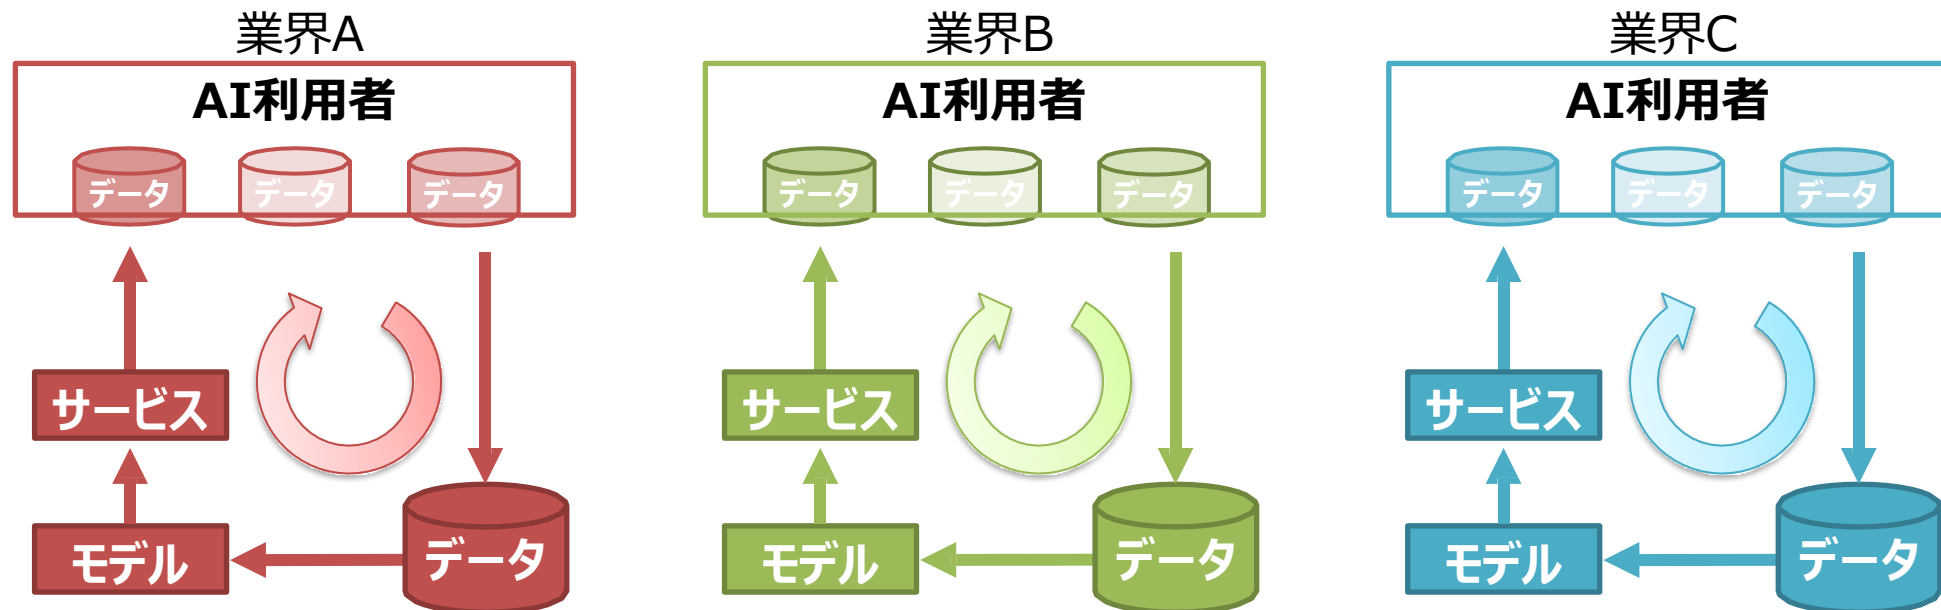 業界A
AI利用者
データ
データ
データ
サービス
モデル
データ
業界B
AI利用者
データ
データ
データ
サービス
モデル
データ
業界C
AI利用者
データ
データ
データ
サービス
モデル
データ